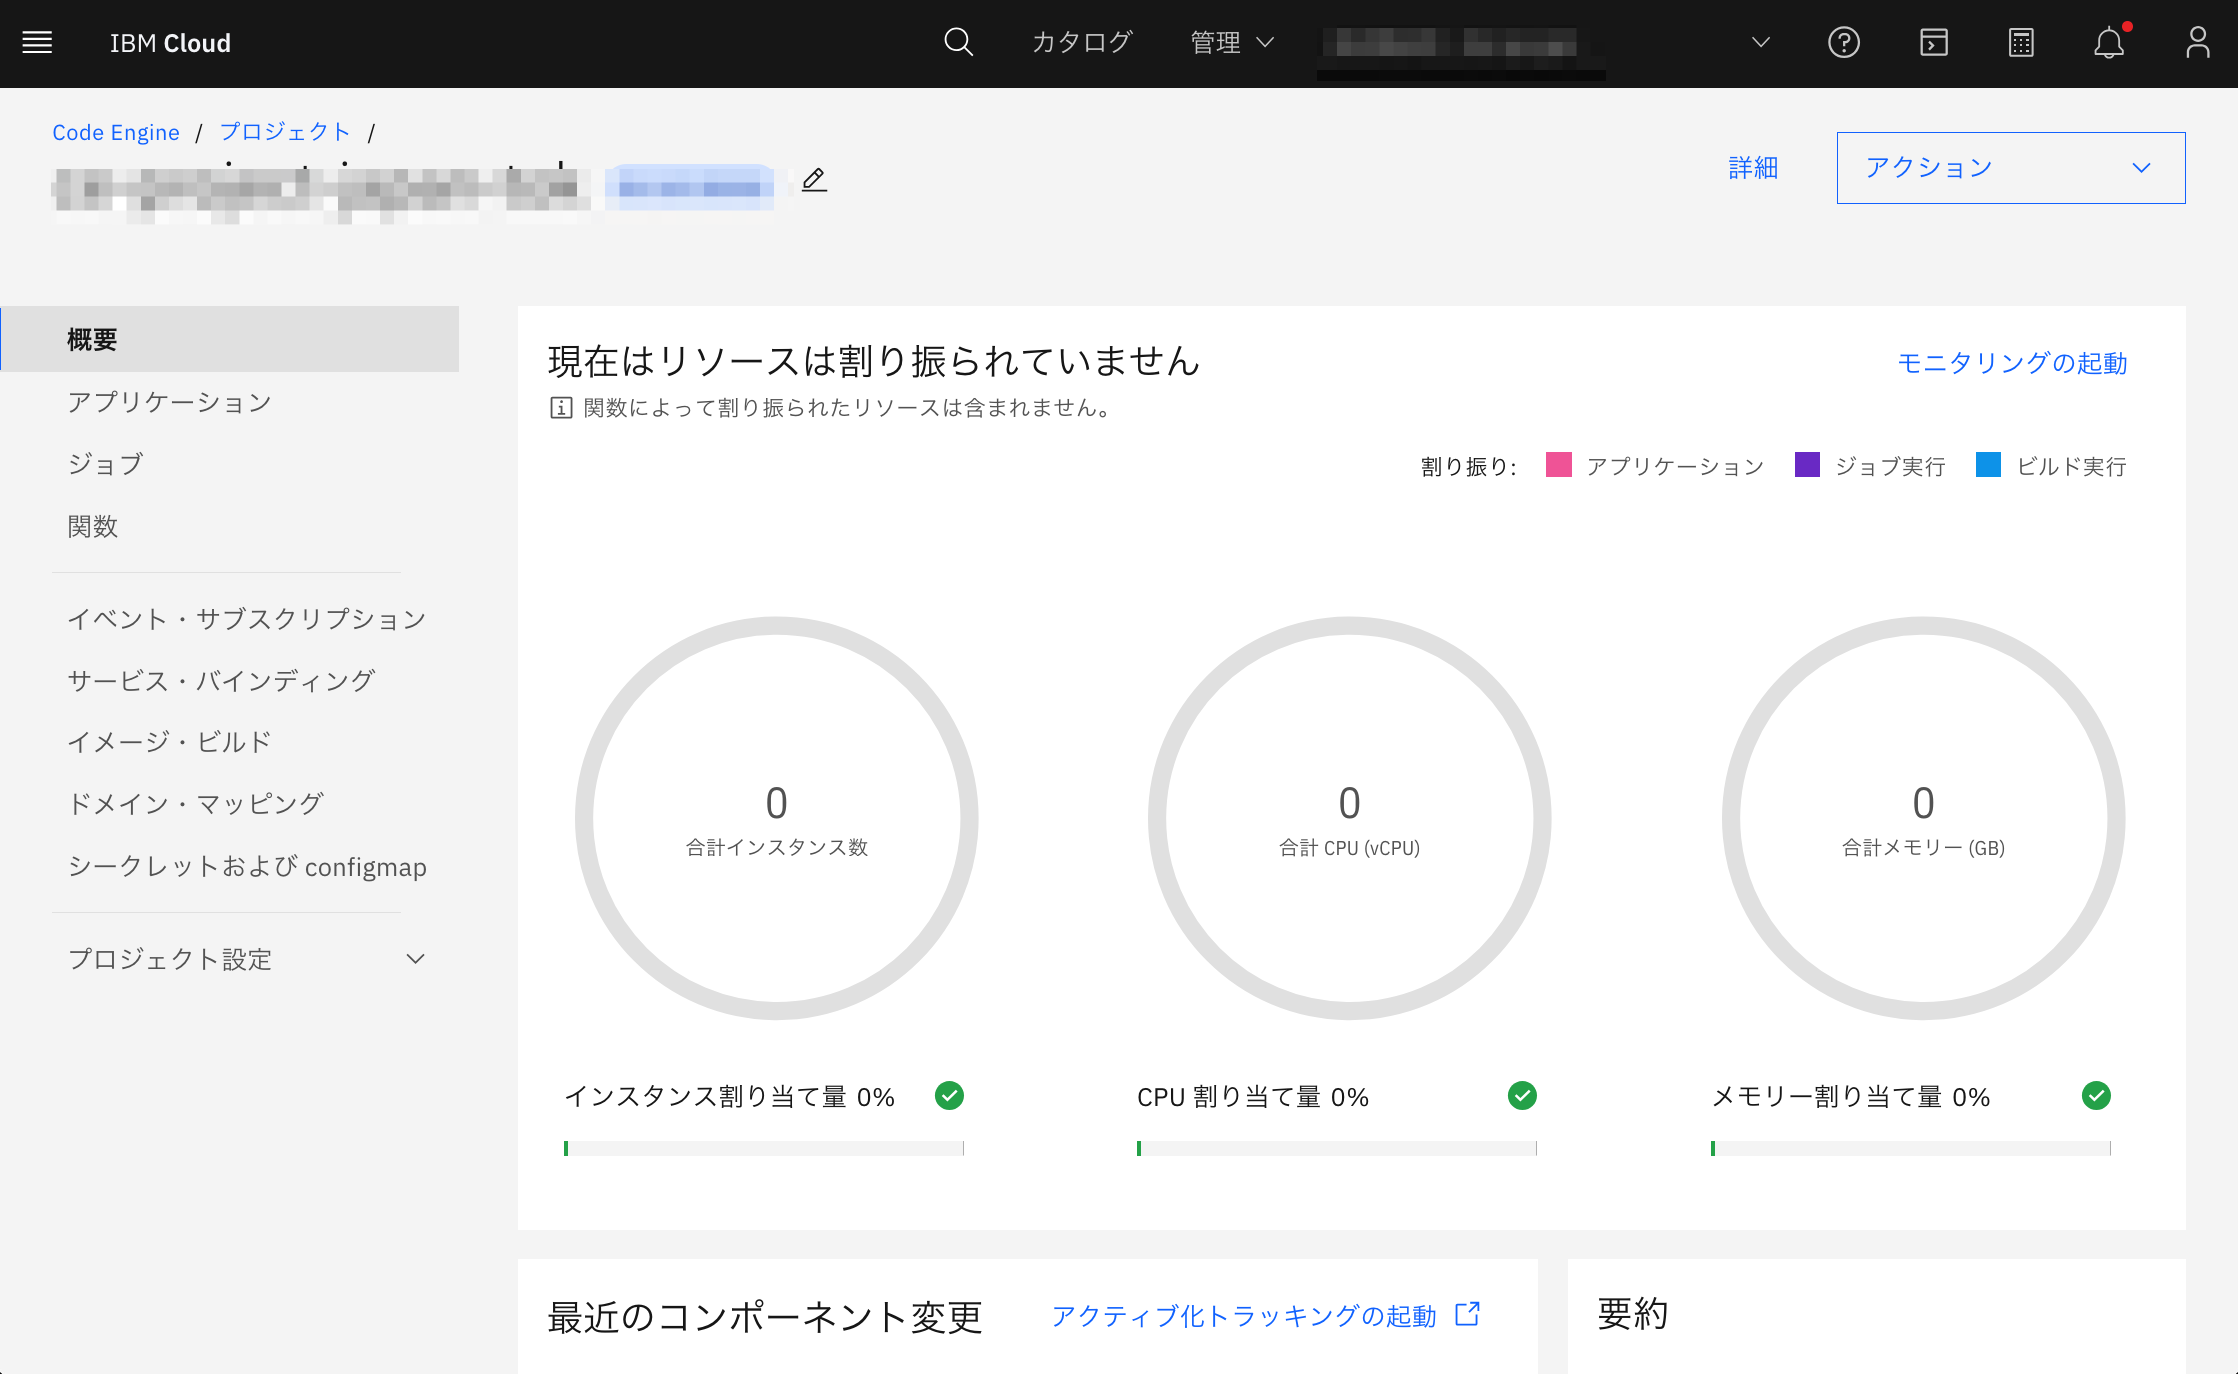 IBM Cloud
カタログ
管理
Code Engine / プロジェクト /
詳細
アクション
概要
アプリケーション
ジョブ
関数
イベント・サブスクリプション
サービス・バインディング
イメージ・ビルド
ドメイン・マッピング
シークレットおよび configmap
プロジェクト設定
現在はリソースは割り振られていません
モニタリングの起動
関数によって割り振られたリソースは含まれません。
割り振り: アプリケーション ジョブ実行 ビルド実行
0
合計インスタンス数
0
合計 CPU (vCPU)
0
合計メモリー (GB)
インスタンス割り当て量 0%
CPU 割り当て量 0%
メモリー割り当て量 0%
最近のコンポーネント変更
アクティブ化トラッキングの起動
要約